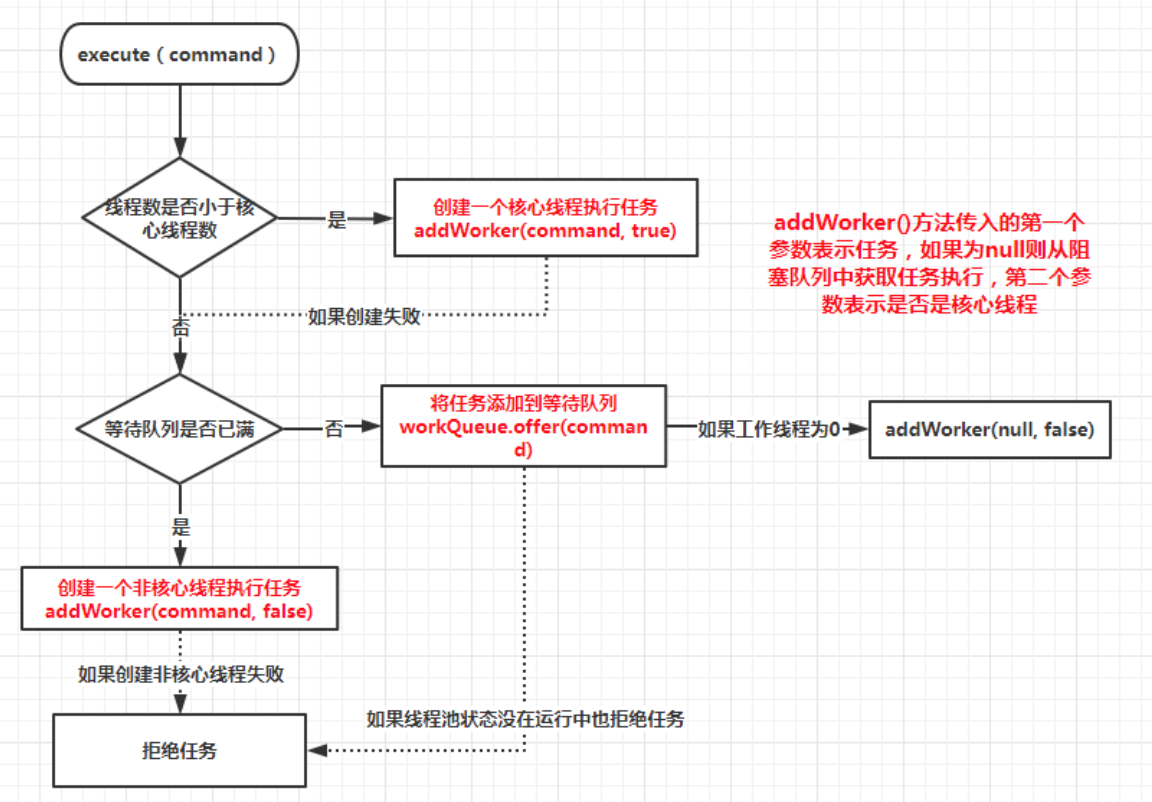 execute（command）
线程数是否小于核
心线程数
是
创建一个核心线程执行任务
addWorker(command, true)
addWorker()方法传入的第一个
参数表示任务，如果为null则从阻
塞队列中获取任务执行，第二个参
数表示是否是核心线程
如果创建失败
否
等待队列是否已满
否
将任务添加到等待队列
workQueue.offer(comman
d)
如果工作线程为0
addWorker(null, false)
是
创建一个非核心线程执行任务
addWorker(command, false)
如果创建非核心线程失败
如果线程池状态没在运行中也拒绝任务
拒绝任务